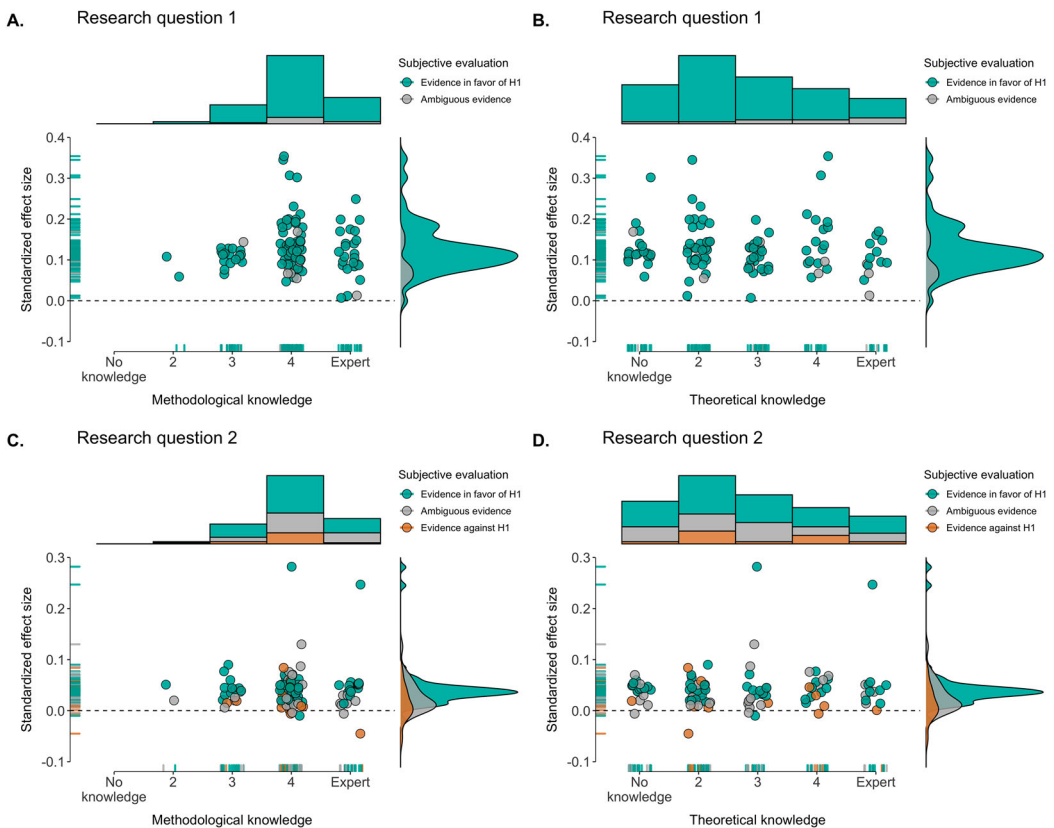 A.
Research question 1
Subjective evaluation
Evidence in favor of H1
Ambiguous evidence
0.4
0.3
0.2
0.1
0.0
-0.1
Standardized effect size
No
knowledge
2
3
4
Expert
Methodological knowledge
B.
Research question 1
Subjective evaluation
Evidence in favor of H1
Ambiguous evidence
0.4
0.3
0.2
0.1
0.0
-0.1
Standardized effect size
No
knowledge
2
3
4
Expert
Theoretical knowledge
C.
Research question 2
Subjective evaluation
Evidence in favor of H1
Ambiguous evidence
Evidence against H1
0.3
0.2
0.1
0.0
-0.1
Standardized effect size
No
knowledge
2
3
4
Expert
Methodological knowledge
D.
Research question 2
Subjective evaluation
Evidence in favor of H1
Ambiguous evidence
Evidence against H1
0.3
0.2
0.1
0.0
-0.1
Standardized effect size
No
knowledge
2
3
4
Expert
Theoretical knowledge